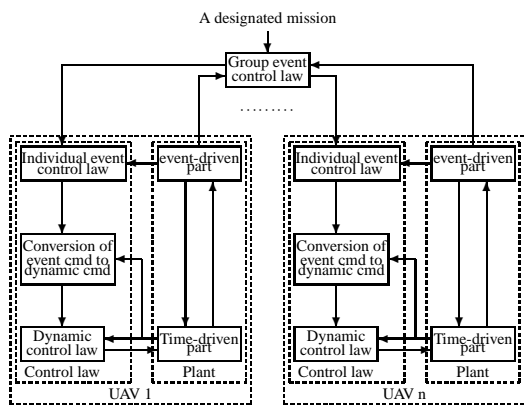 A designated mission
Group event
control law
.........
Individual event
control law
event-driven
part
Conversion of
event cmd to
dynamic cmd
Dynamic
control law
Time-driven
part
Control law
Plant
UAV 1
Individual event
control law
event-driven
part
Conversion of
event cmd to
dynamic cmd
Dynamic
control law
Time-driven
part
Control law
Plant
UAV n